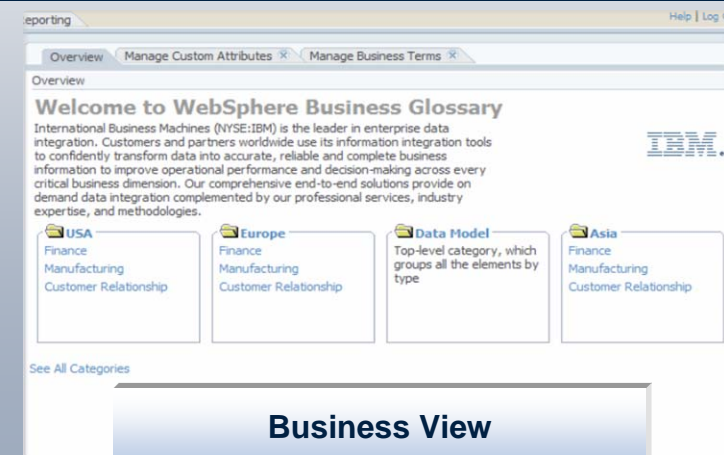 Help | Log
Overview Manage Custom Attributes Manage Business Terms
Overview
Welcome to WebSphere Business Glossary
International Business Machines (NYSE:IBM) is the leader in enterprise data
integration. Customers and partners worldwide use its information integration tools
to confidently transform data into accurate, reliable and complete business
information to improve operational performance and decision-making across every
critical business dimension. Our comprehensive end-to-end solutions provide on
demand data integration complemented by our professional services, industry
expertise, and methodologies.
IBM.
USA Europe Data Model Asia
Finance Finance Top-level category, which Finance
Manufacturing Manufacturing groups all the elements by Manufacturing
Customer Relationship Customer Relationship type Customer Relationship
See All Categories
Business View